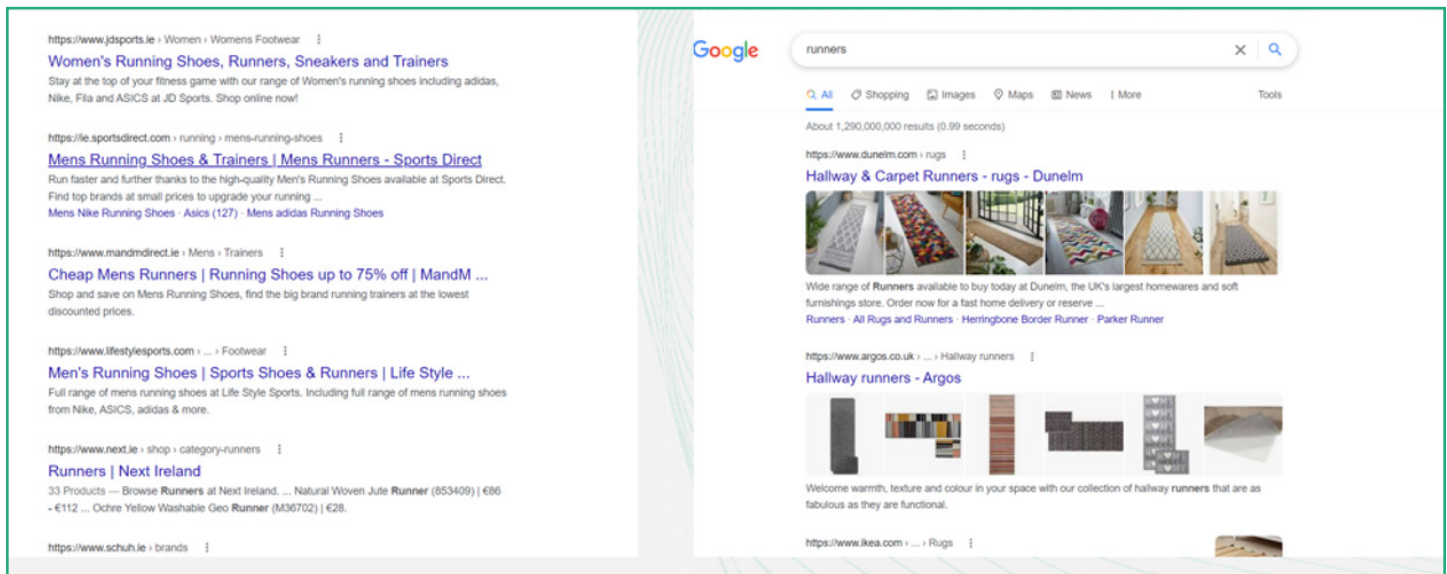 https://www.jdsports.ie › Women › Womens Footwear
Women's Running Shoes, Runners, Sneakers and Trainers
Stay at the top of your fitness game with our range of Women's running shoes including adidas,
Nike, Fila and ASICS at JD Sports. Shop online now!
https://ie.sportsdirect.com › running › mens-running-shoes
Mens Running Shoes & Trainers | Mens Runners - Sports Direct
Run faster and further thanks to the high-quality Men's Running Shoes available at Sports Direct.
Find top brands at small prices to upgrade your running ...
Mens Nike Running Shoes · Asics (127) · Mens adidas Running Shoes
https://www.mandmdirect.ie › Mens › Trainers
Cheap Mens Runners | Running Shoes up to 75% off | MandM ...
Shop and save on Mens Running Shoes, find the big brand running trainers at the lowest
discounted prices.
https://www.lifestylesports.com › ... › Footwear
Men's Running Shoes | Sports Shoes & Runners | Life Style ...
Full range of mens running shoes at Life Style Sports. Including full range of mens running shoes
from Nike, ASICS, adidas & more.
https://www.next.ie › shop › category-runners
Runners | Next Ireland
33 Products — Browse Runners at Next Ireland. ... Natural Woven Jute Runner (853409) | €86
- €112 ... Ochre Yellow Washable Geo Runner (M36702) | €28.
https://www.schuh.ie › brands
Google
runners
All Shopping Images Maps News More Tools
About 1,290,000,000 results (0.99 seconds)
https://www.dunelm.com › rugs
Hallway & Carpet Runners - rugs - Dunelm
Wide range of Runners available to buy today at Dunelm, the UK's largest homewares and soft
furnishings store. Order now for a fast home delivery or reserve ...
Runners · All Rugs and Runners · Herringbone Border Runner · Parker Runner
https://www.argos.co.uk › ... › Hallway runners
Hallway runners - Argos
Welcome warmth, texture and colour in your space with our collection of hallway runners that are as
fabulous as they are functional.
https://www.ikea.com › ... › Rugs